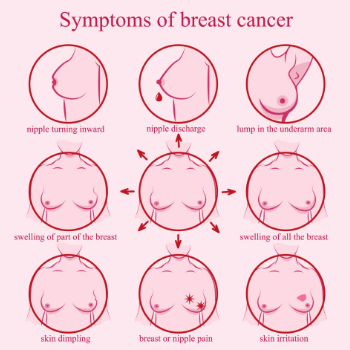 Symptoms of breast cancer
nipple turning inward
nipple discharge
lump in the underarm area
swelling of part of the breast
swelling of all the breast
skin dimpling
breast or nipple pain
skin irritation